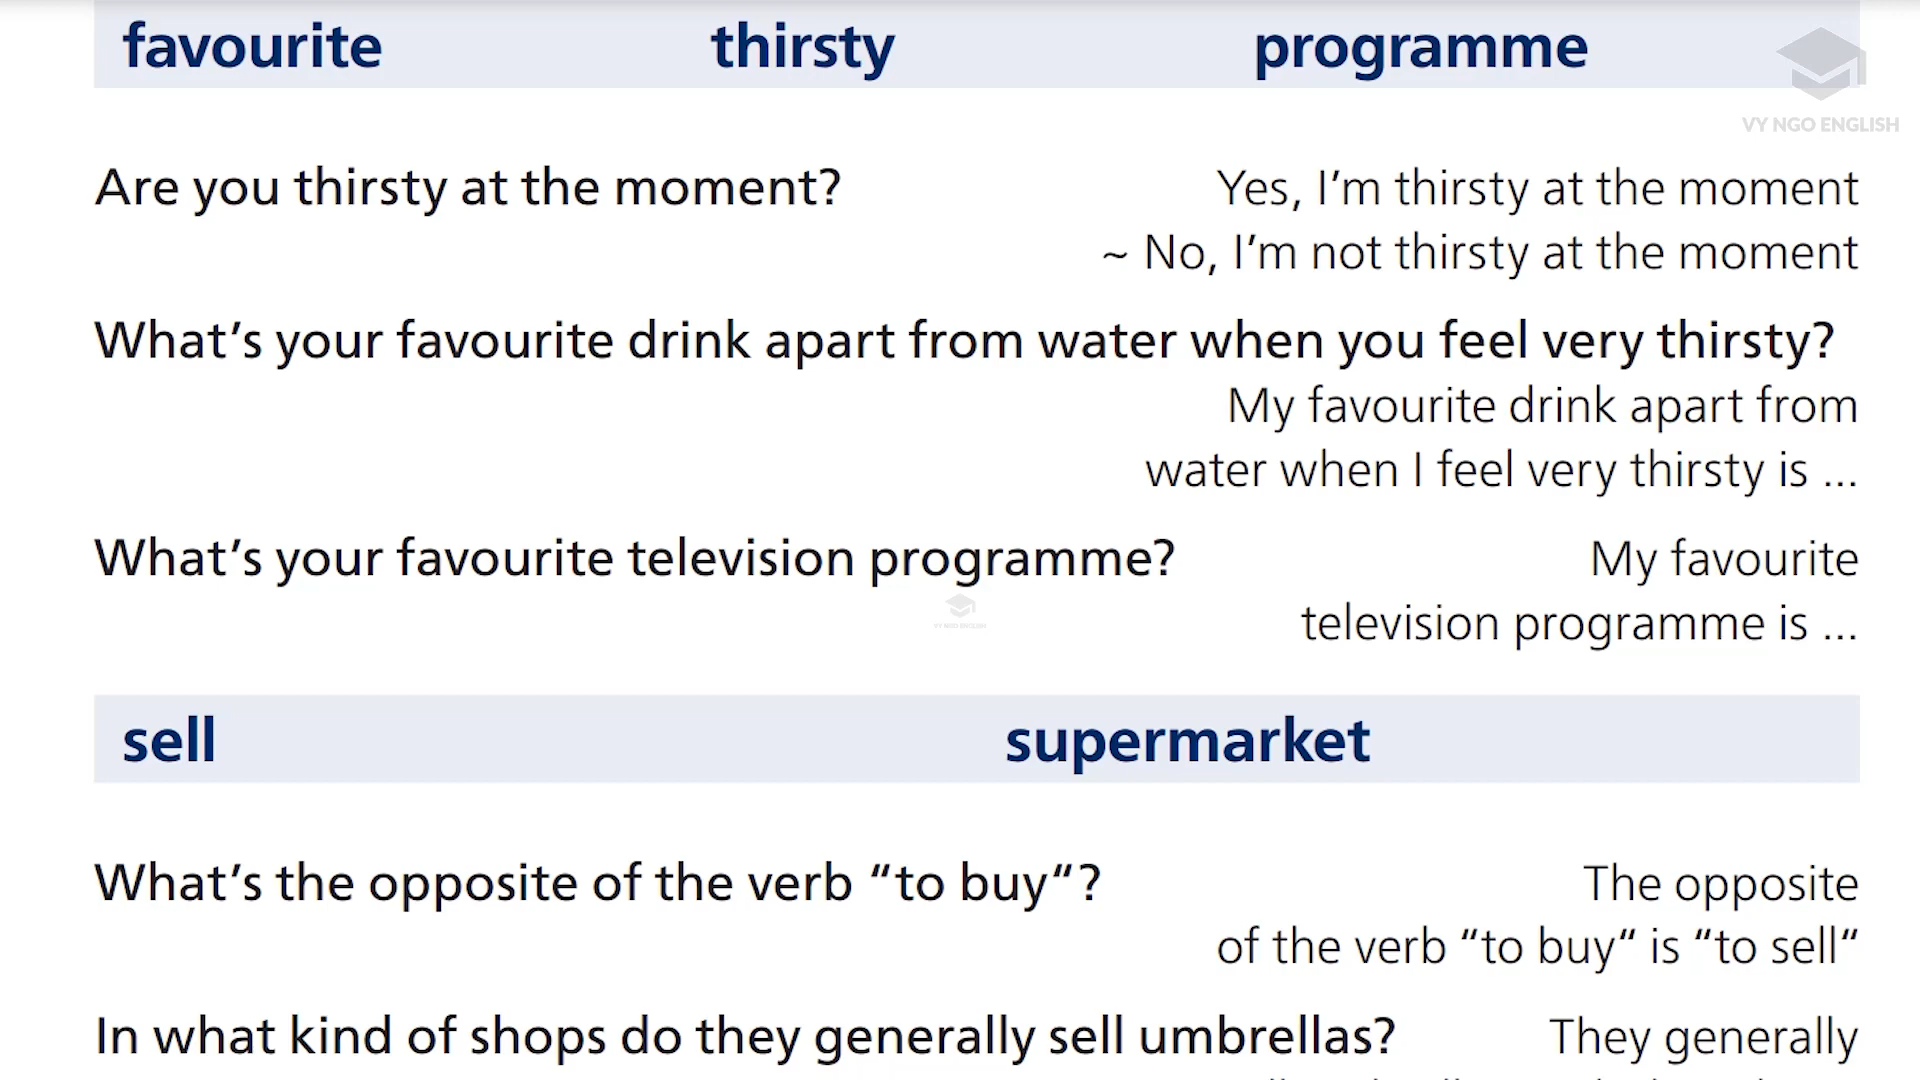 favourite thirsty programme
VY NGO ENGLISH
Are you thirsty at the moment? Yes, I’m thirsty at the moment
~ No, I’m not thirsty at the moment
What’s your favourite drink apart from water when you feel very thirsty?
My favourite drink apart from
water when I feel very thirsty is ...
What’s your favourite television programme? My favourite
VY NGO ENGLISH
television programme is ...
sell supermarket
What’s the opposite of the verb “to buy“? The opposite
of the verb “to buy“ is “to sell“
In what kind of shops do they generally sell umbrellas? They generally